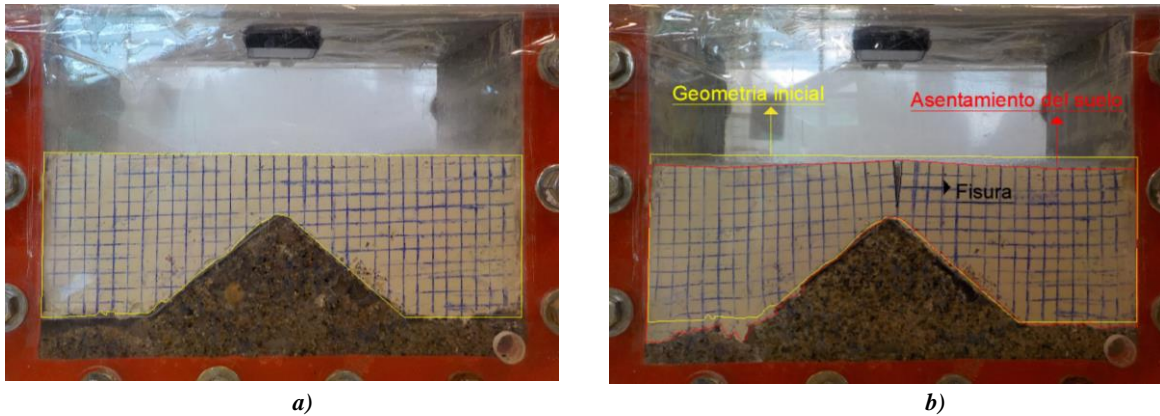 Geometria inicial
Asentamiento del suelo
Fisura
a)
b)